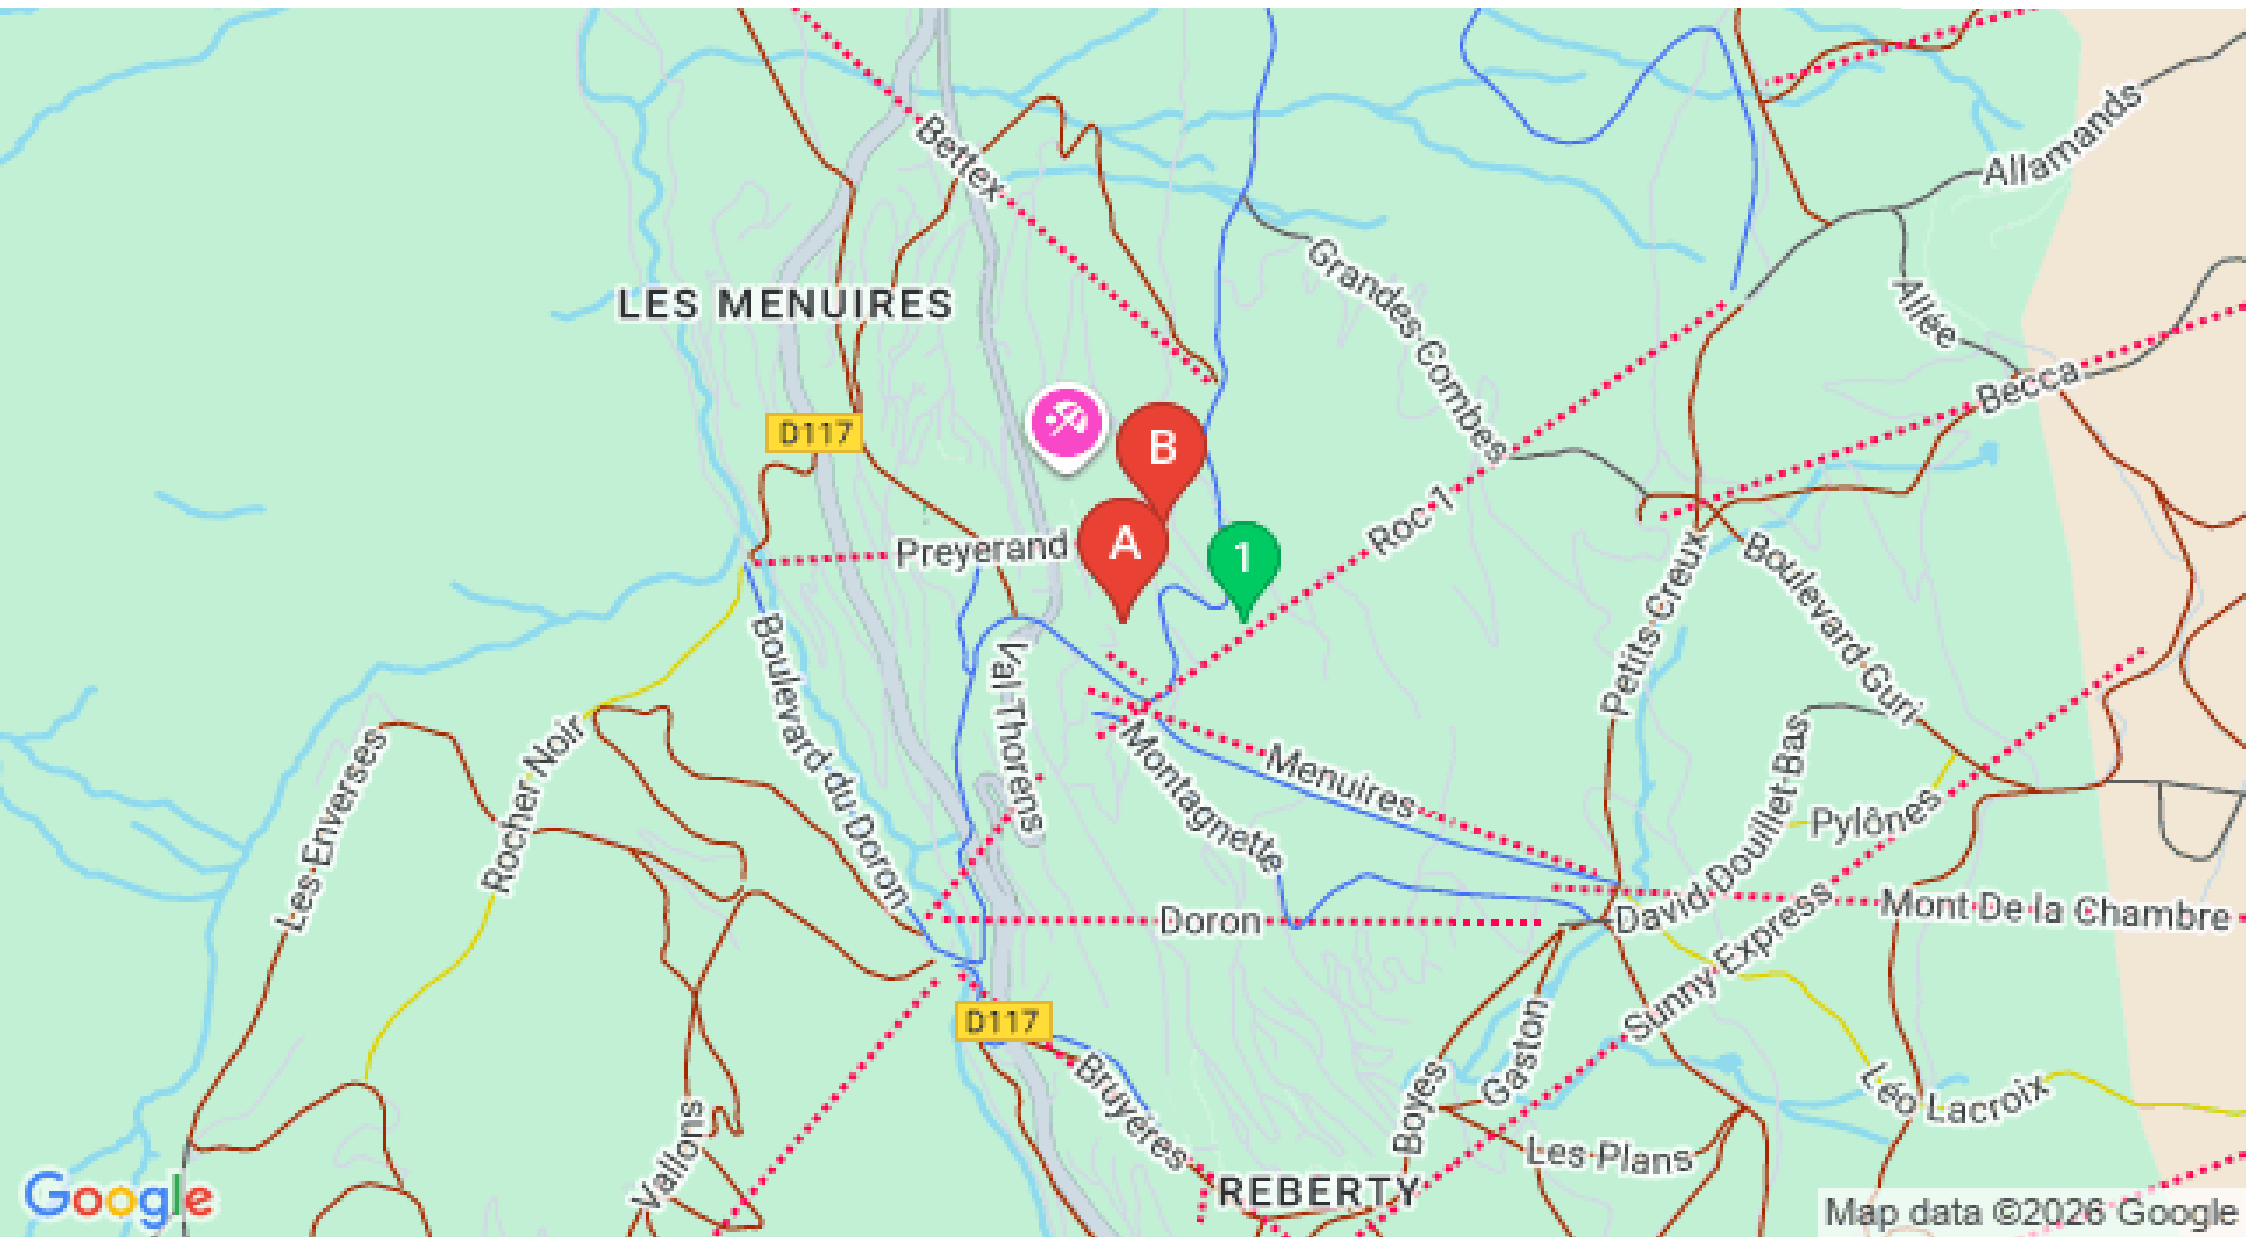 Bettex
Allamands
Grandes Combes
Allée
LES MENUIRES
Becca
D117
B
A
1
Preyerand
Roc 1
Petits Creux
Boulevard Guri
Boulevard du Doron
Val Thorens
Les Enverses
Rocher Noir
Montagnette
Menuires
David Douillet Bas
Pylônes
Doron
Mont De la Chambre
Sunny Express
D117
Gaston
Boyes
Bruyères
Léo Lacroix
Vallons
Les Plans
REBERTY
Google
Map data ©2026 Google